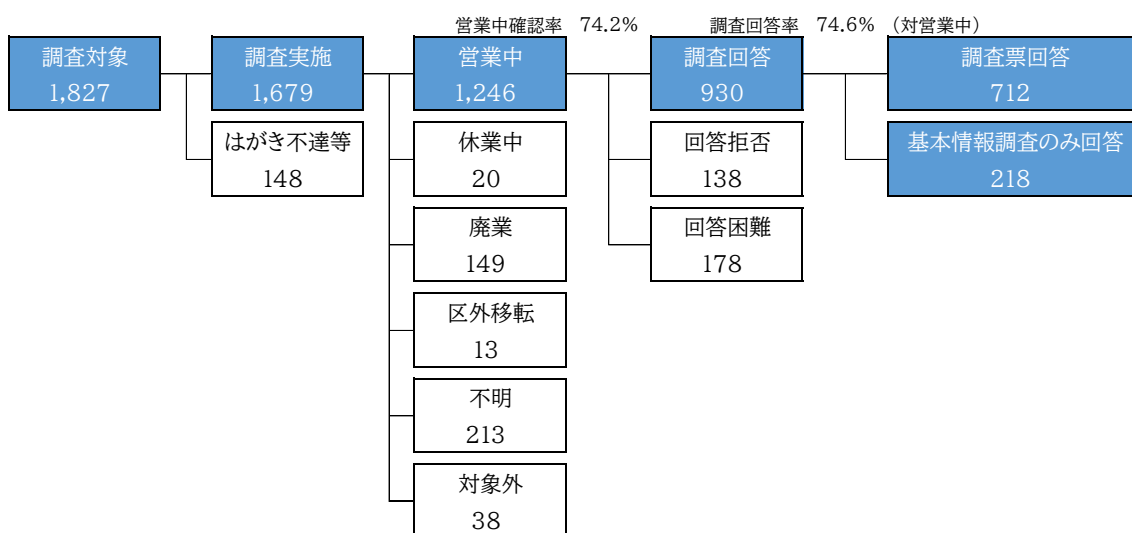 営業中確認率 74.2%
調査回答率 74.6% (対営業中)
調査対象
1,827
調査実施
1,679
はがき不達等
148
営業中
1,246
休業中
20
廃業
149
区外移転
13
不明
213
対象外
38
調査回答
930
回答拒否
138
回答困難
178
調査票回答
712
基本情報調査のみ回答
218